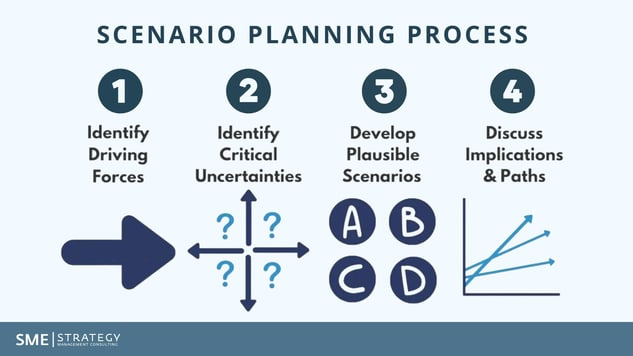 SCENARIO PLANNING PROCESS
1
Identify
Driving
Forces
2
Identify
Critical
Uncertainties
? ?
? ?
3
Develop
Plausible
Scenarios
A B
C D
4
Discuss
Implications
& Paths
SME | STRATEGY
MANAGEMENT CONSULTING